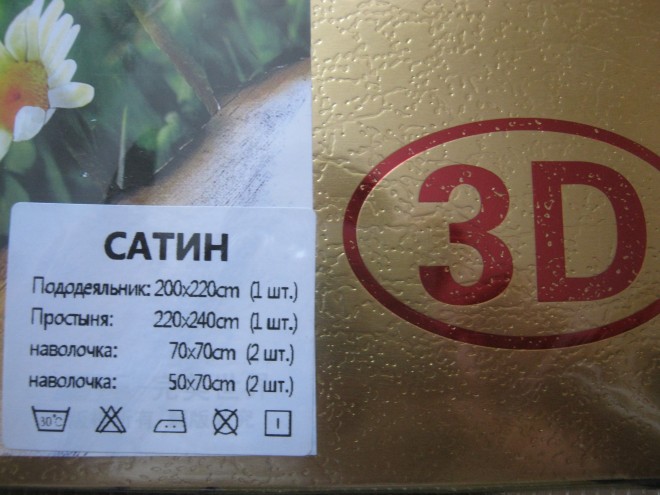 САТИН
Пододеяльник: 200x220cm (1 шт.)
Простыня: 220x240cm (1 шт.)
наволочка: 70x70cm (2 шт.)
наволочка: 50x70cm (2 шт.)
30°C
3D